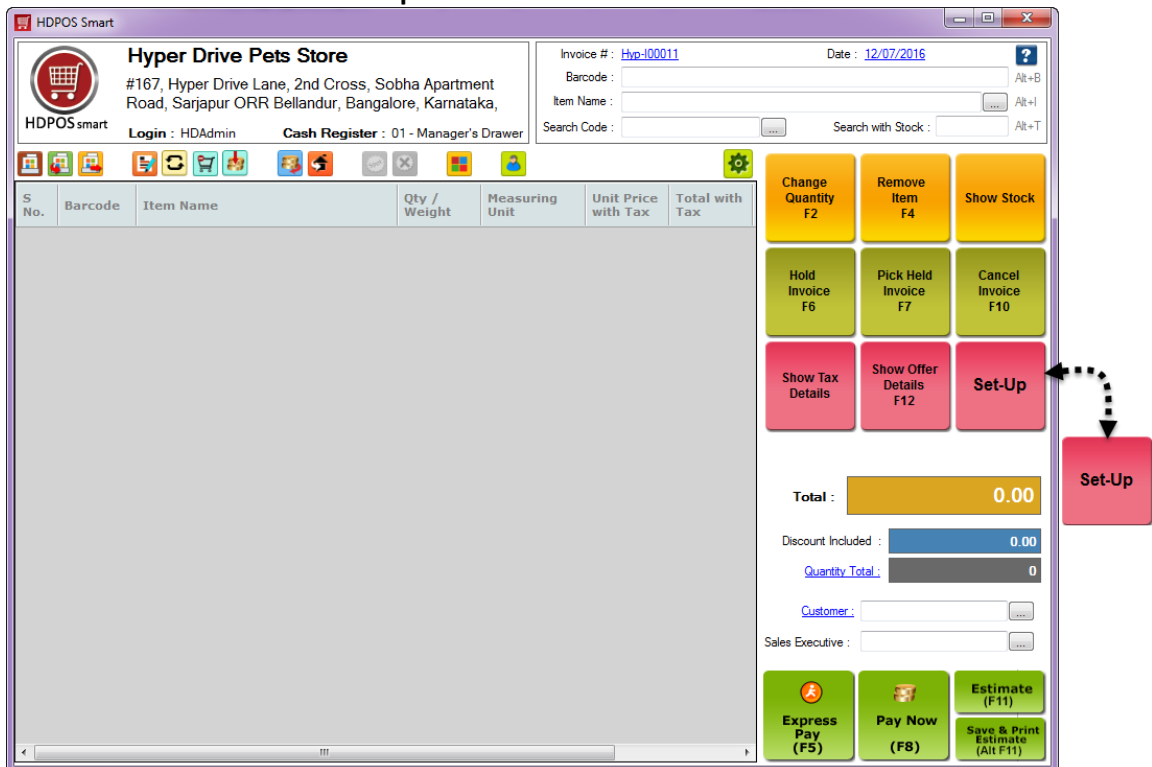 HDPOS Smart
Hyper Drive Pets Store
#167, Hyper Drive Lane, 2nd Cross, Sobha Apartment
Road, Sarjapur ORR Bellandur, Bangalore, Karnataka,
HDPOS smart
Login : HDAdmin Cash Register : 01 - Manager's Drawer
Invoice # : Hyp-I00011 Date : 12/07/2016 ?
Barcode : Alt+B
Item Name : ... Alt+I
Search Code : ... Search with Stock : Alt+T
S No. Barcode Item Name Qty / Weight Measuring Unit Unit Price with Tax Total with Tax
Change
Quantity
F2
Remove
Item
F4
Show Stock
Hold
Invoice
F6
Pick Held
Invoice
F7
Cancel
Invoice
F10
Show Tax
Details
Show Offer
Details
F12
Set-Up
Set-Up
Total : 0.00
Discount Included : 0.00
Quantity Total : 0
Customer : ...
Sales Executive : ...
Express
Pay
(F5)
Pay Now
(F8)
Estimate
(F11)
Save & Print
Estimate
(Alt F11)